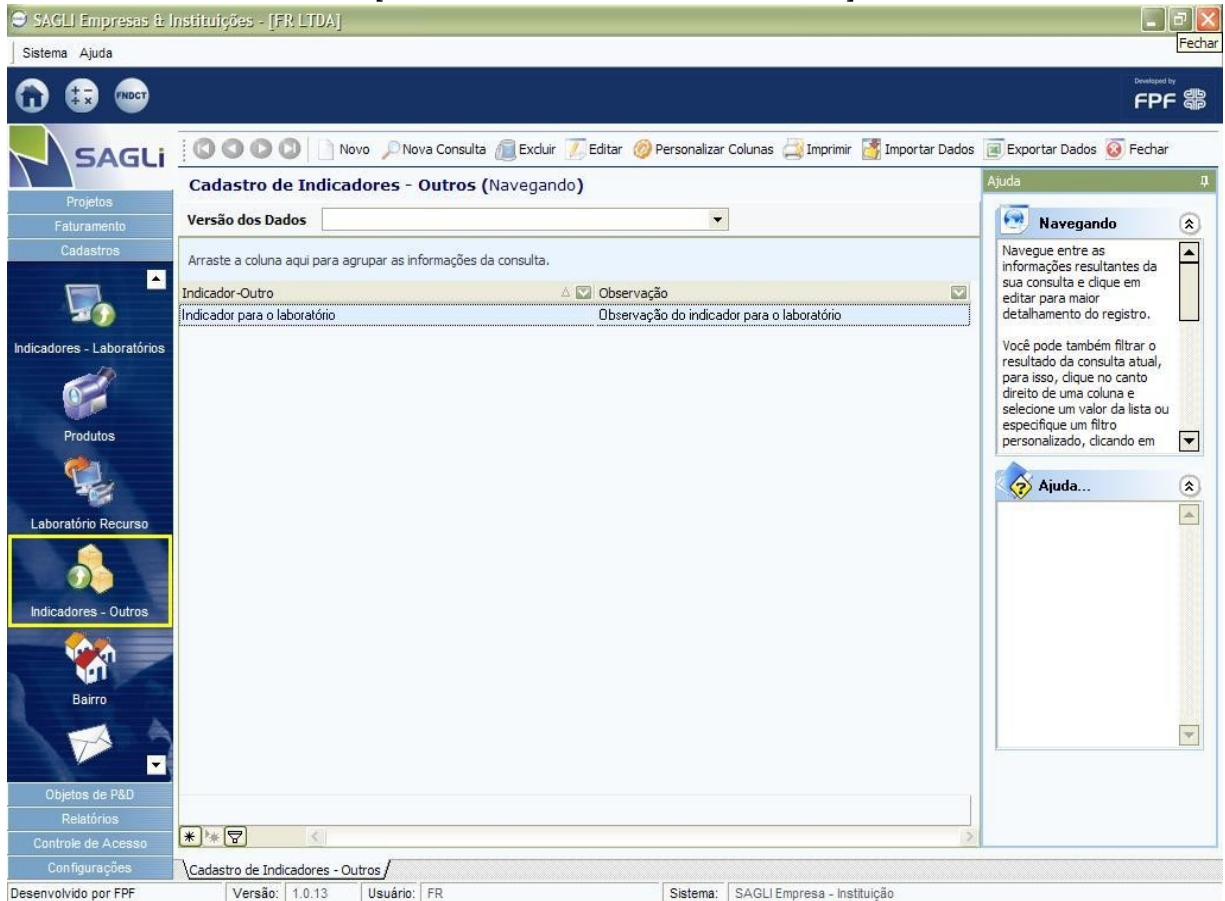 SAGLI Empresas & Instituições - [FR LTDA]
Fechar
Sistema Ajuda
FNDCT
Developed by
FPF
SAGLi
Novo Nova Consulta Excluir Editar Personalizar Colunas Imprimir Importar Dados Exportar Dados Fechar
Projetos
Faturamento
Cadastros
Indicadores - Laboratórios
Produtos
Laboratório Recurso
Indicadores - Outros
Bairro
Objetos de P&D
Relatórios
Controle de Acesso
Configurações
Cadastro de Indicadores - Outros (Navegando)
Versão dos Dados
Arraste a coluna aqui para agrupar as informações da consulta.
Indicador-Outro Observação
Indicador para o laboratório Observação do indicador para o laboratório
Cadastro de Indicadores - Outros
Ajuda
Navegando
Navegue entre as
informações resultantes da
sua consulta e clique em
editar para maior
detalhamento do registro.
Você pode também filtrar o
resultado da consulta atual,
para isso, clique no canto
direito de uma coluna e
selecione um valor da lista ou
especifique um filtro
personalizado, clicando em
Ajuda...
Desenvolvido por FPF Versão: 1.0.13 Usuário: FR Sistema: SAGLI Empresa - Instituição